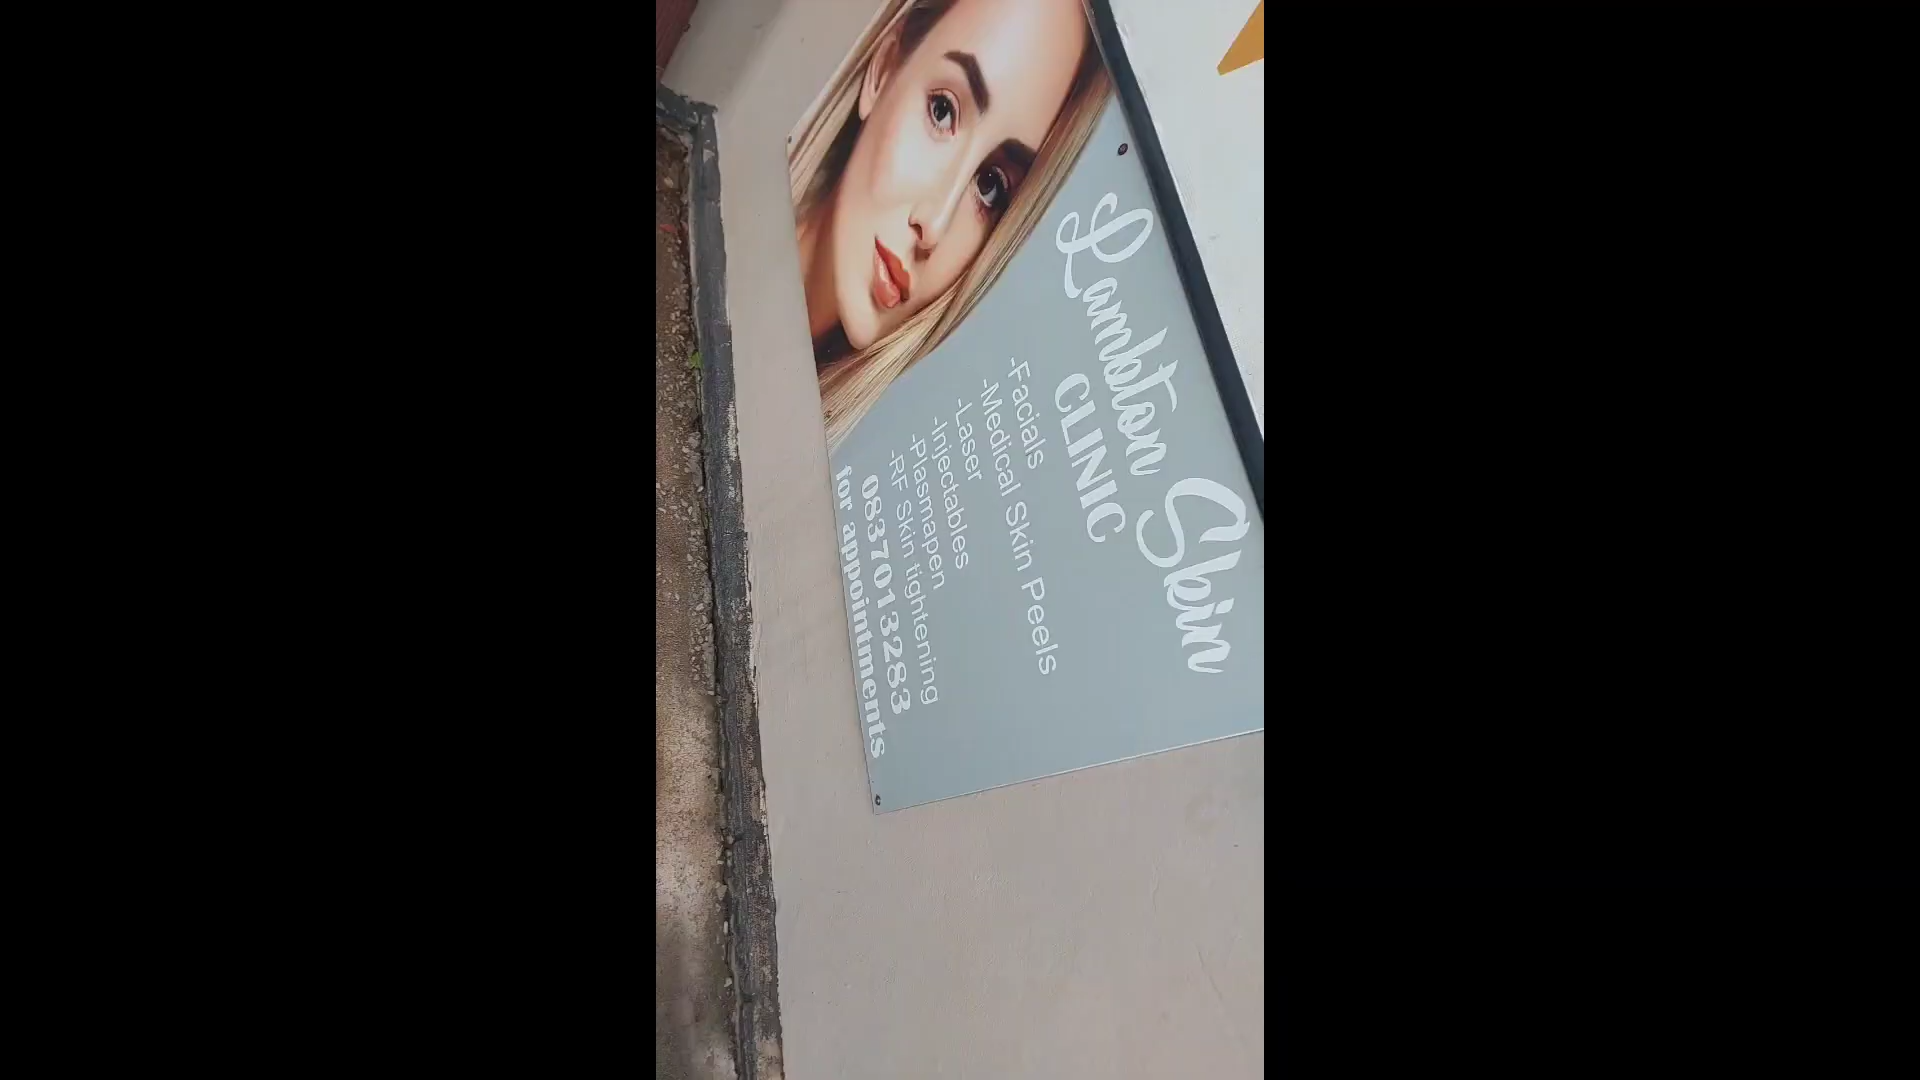 Lambton Skin
CLINIC
-Facials
-Medical Skin Peels
-Laser
-Injectables
-Plasmapen
-RF Skin tightening
0837013283
for appointments